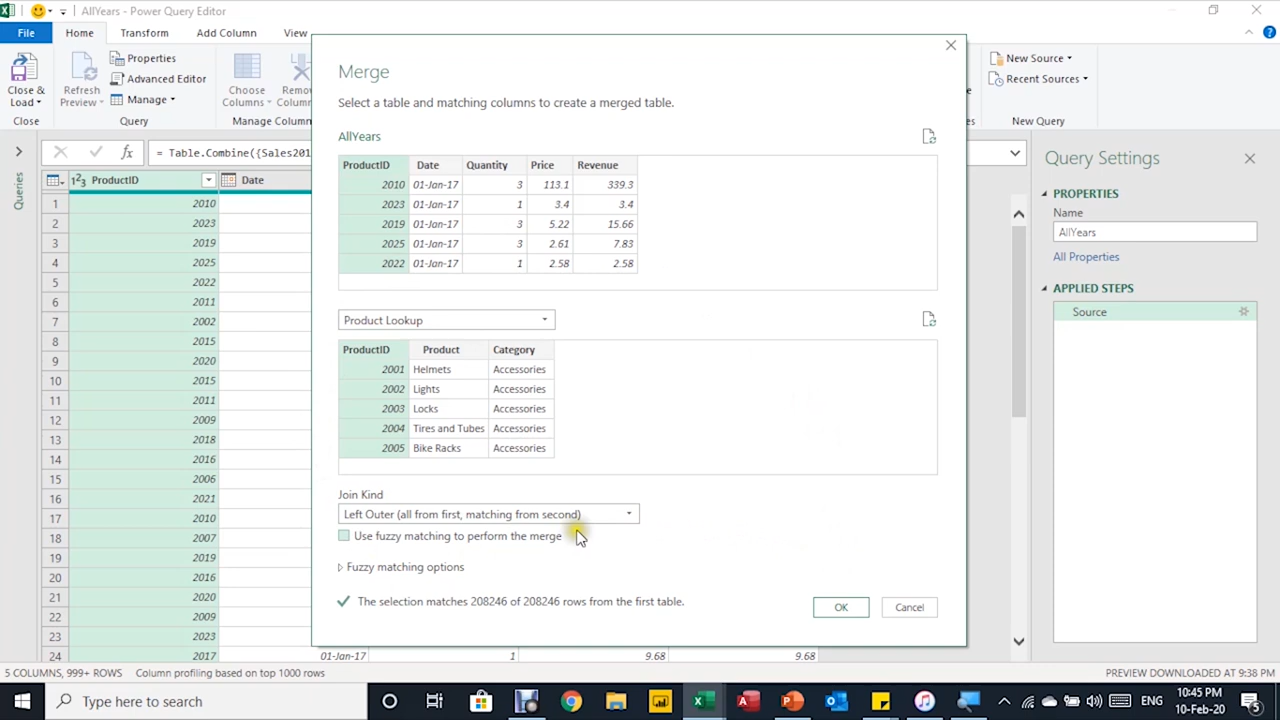 AllYears - Power Query Editor
File Home Transform Add Column View
Close & Load
Close
Refresh Preview
Properties
Advanced Editor
Manage
Query
Choose Columns
Manage Column
New Source
Recent Sources
New Query
= Table.Combine({Sales201
Queries
ProductID Date
1 2010
2 2023
3 2019
4 2025
5 2022
6 2011
7 2002
8 2015
9 2020
10 2015
11 2011
12 2009
13 2018
14 2016
15 2006
16 2021
17 2010
18 2007
19 2019
20 2016
21 2020
22 2009
23 2023
24 2017 01-Jan-17 1 9.68 9.68
Merge
Select a table and matching columns to create a merged table.
AllYears
ProductID Date Quantity Price Revenue
2010 01-Jan-17 3 113.1 339.3
2023 01-Jan-17 1 3.4 3.4
2019 01-Jan-17 3 5.22 15.66
2025 01-Jan-17 3 2.61 7.83
2022 01-Jan-17 1 2.58 2.58
Product Lookup
ProductID Product Category
2001 Helmets Accessories
2002 Lights Accessories
2003 Locks Accessories
2004 Tires and Tubes Accessories
2005 Bike Racks Accessories
Join Kind
Left Outer (all from first, matching from second)
Use fuzzy matching to perform the merge
Fuzzy matching options
The selection matches 208246 of 208246 rows from the first table.
OK Cancel
Query Settings
PROPERTIES
Name
AllYears
All Properties
APPLIED STEPS
Source
5 COLUMNS, 999+ ROWS Column profiling based on top 1000 rows PREVIEW DOWNLOADED AT 9:38 PM
Type here to search
ENG
10:45 PM
10-Feb-20
5